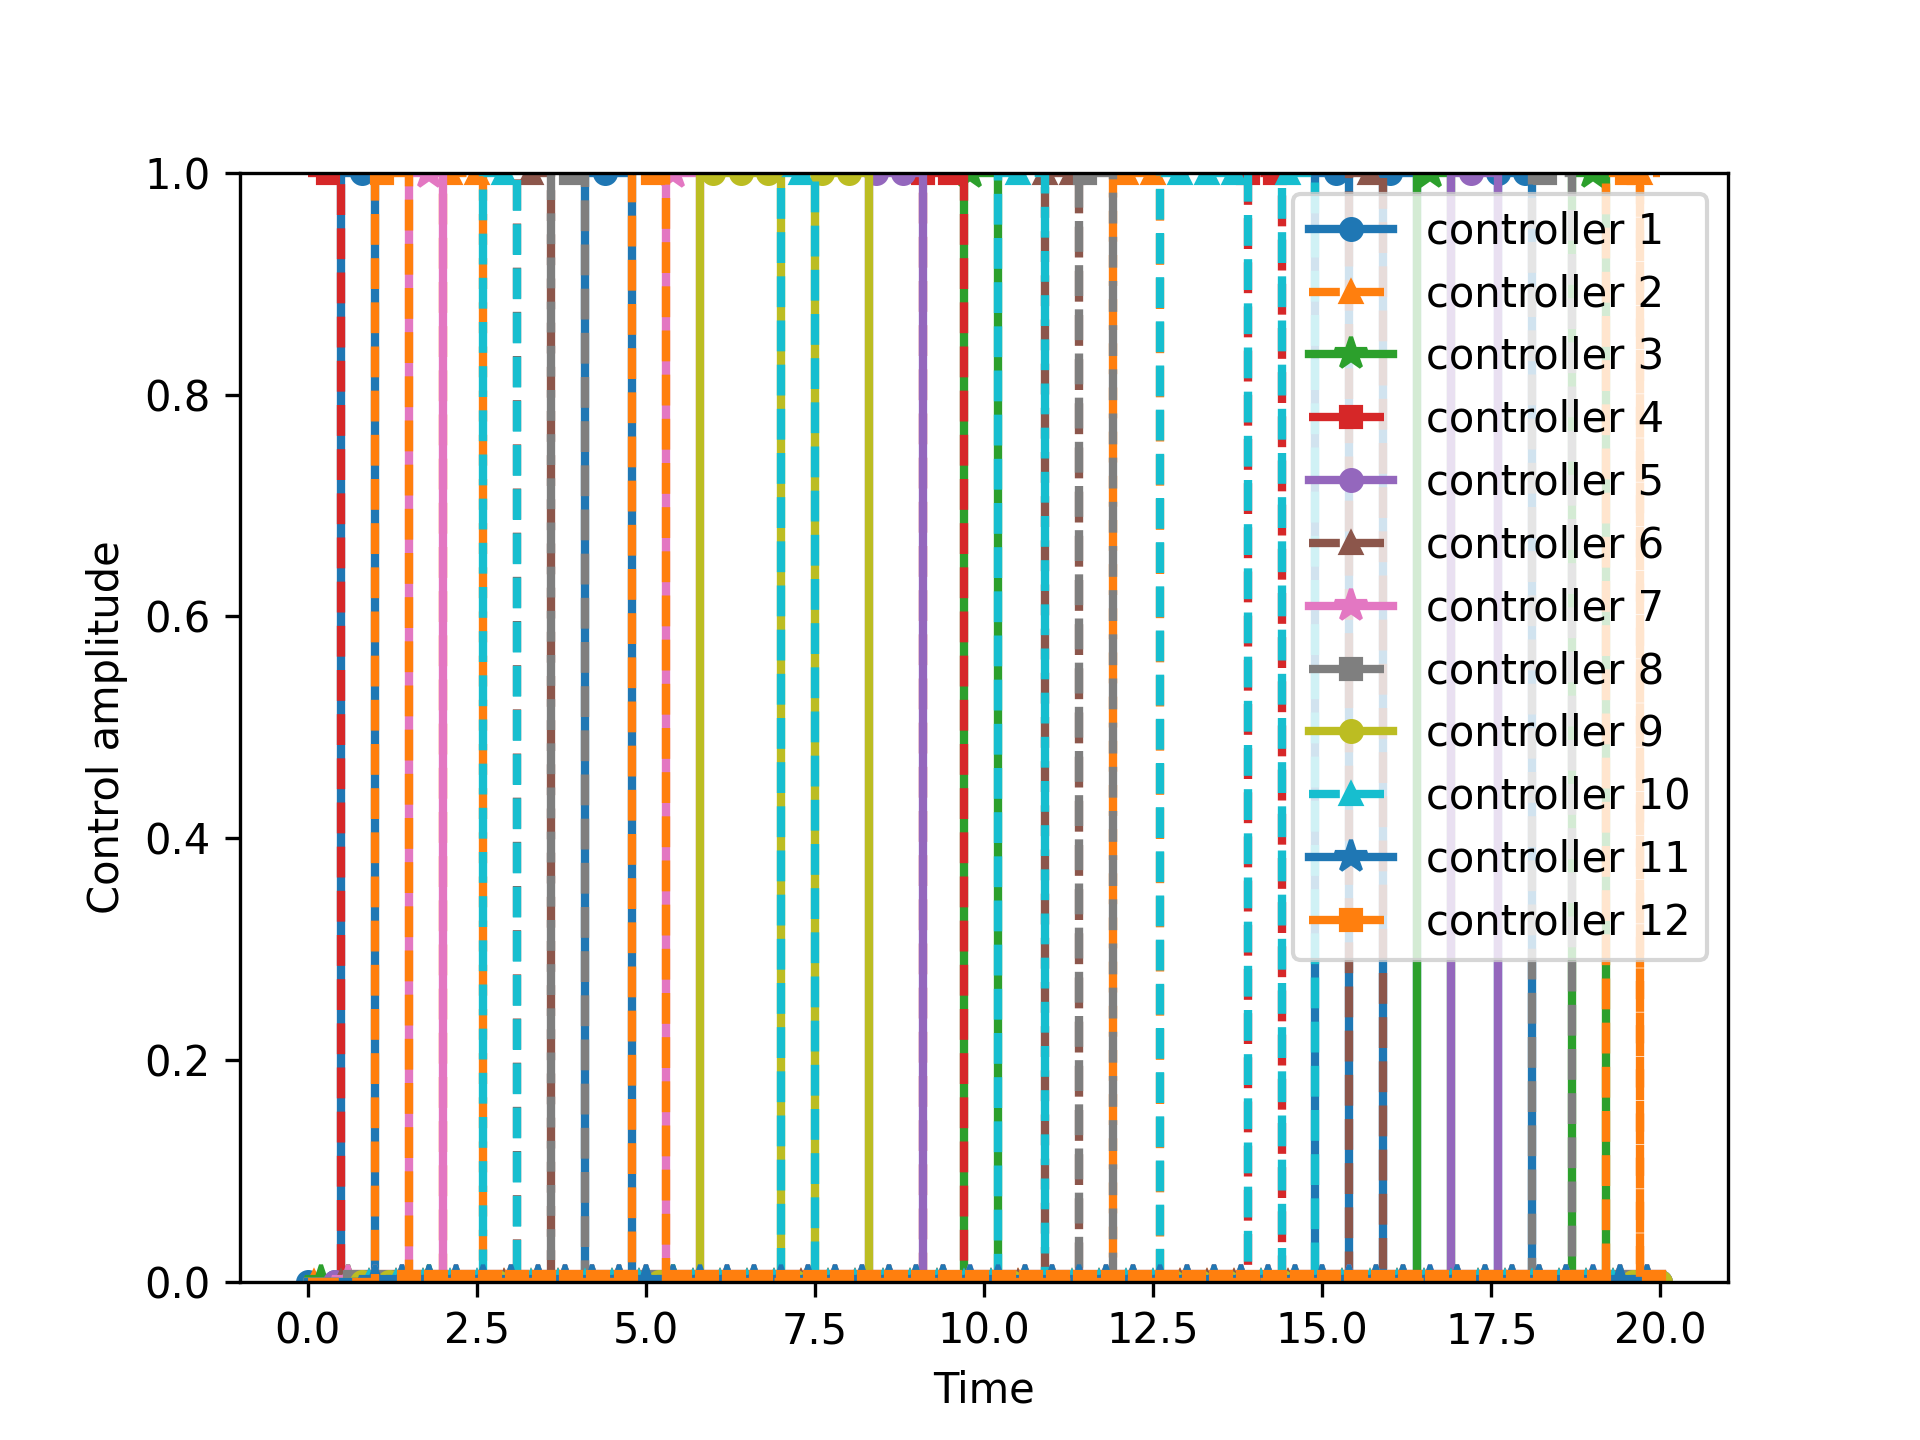 1.0
0.8
0.6
0.4
0.2
0.0
Control amplitude
controller 1
controller 2
controller 3
controller 4
controller 5
controller 6
controller 7
controller 8
controller 9
controller 10
controller 11
controller 12
0.0 2.5 5.0 7.5 10.0 12.5 15.0 17.5 20.0
Time